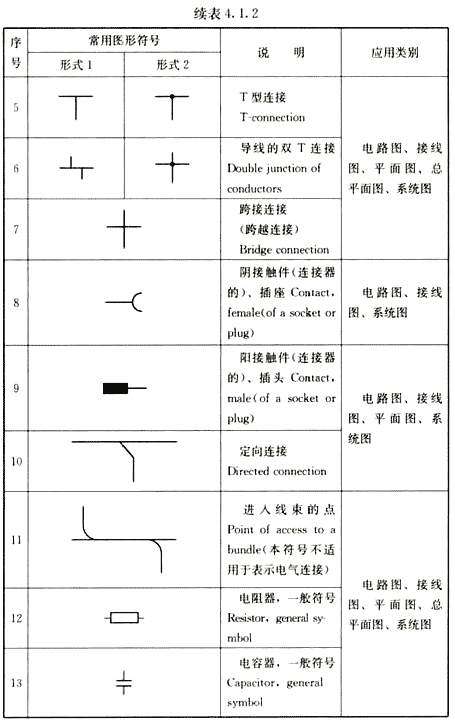 续表 4.1.2
序号
常用图形符号
说　明
应用类别
形式 1
形式 2
5
T 型连接
T-connection
电路图、接线
图、平面图、总
平面图、系统图
6
导线的双 T 连接
Double junction of
conductors
7
跨接连接
(跨越连接)
Bridge connection
8
阴接触件(连接器
的)、插座 Contact,
female(of a socket or
plug)
电路图、接线
图、系统图
9
阳接触件(连接器
的)、插头 Contact,
male(of a socket or
plug)
电路图、接线
图、平面图、系
统图
10
定向连接
Directed connection
11
进入线束的点
Point of access to a
bundle(本符号不适
用于表示电气连接)
电路图、接线
图、平面图、总
平面图、系统图
12
电阻器，一般符号
Resistor, general sy-
mbol
13
电容器，一般符号
Capacitor, general
symbol